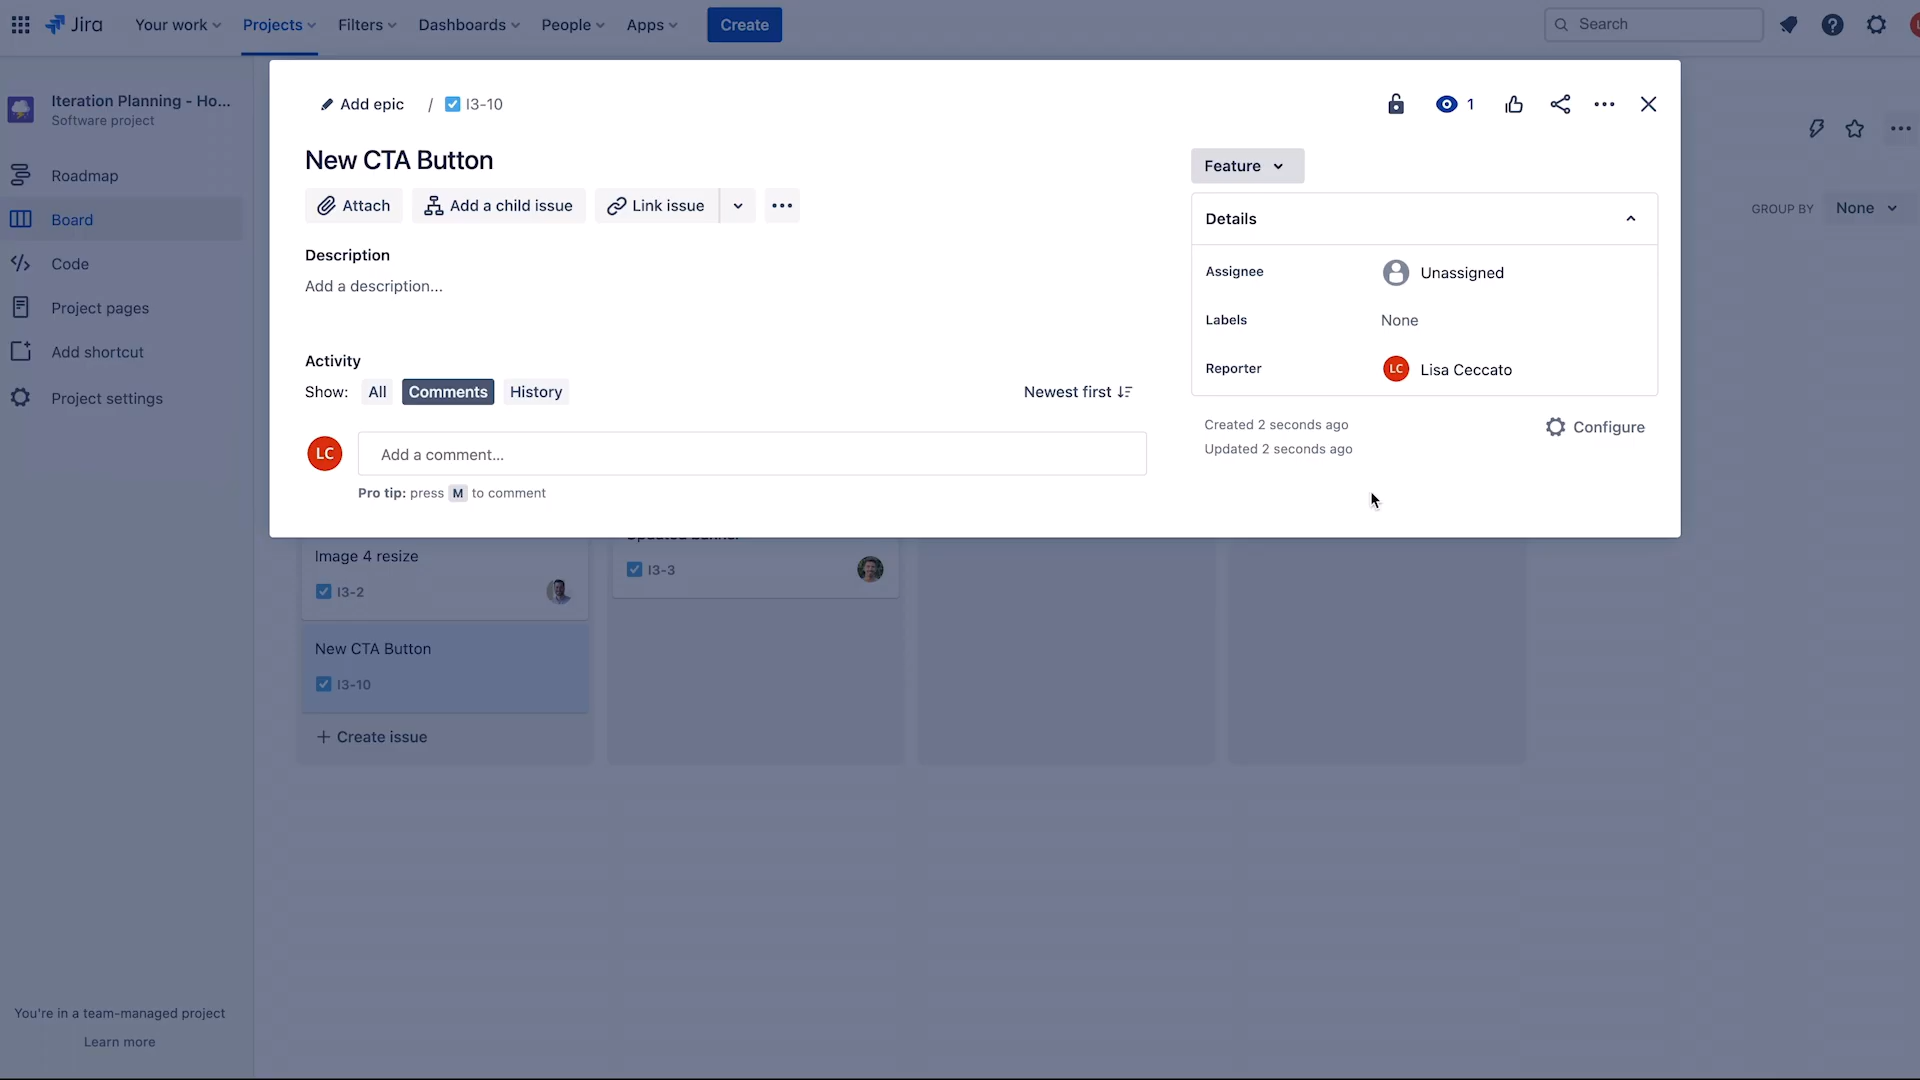 Jira
Your work
Projects
Filters
Dashboards
People
Apps
Create
Search
Iteration Planning - Ho...
Software project
Roadmap
Board
Code
Project pages
Add shortcut
Project settings
You're in a team-managed project
Learn more
Add epic / I3-10
1
New CTA Button
Attach
Add a child issue
Link issue
Description
Add a description...
Activity
Show: All Comments History
Newest first
LC
Add a comment...
Pro tip: press M to comment
Feature
Details
Assignee
Unassigned
Labels
None
Reporter
LC Lisa Ceccato
Created 2 seconds ago
Updated 2 seconds ago
Configure
GROUP BY None
Image 4 resize
I3-2
New CTA Button
I3-10
Create issue
I3-3